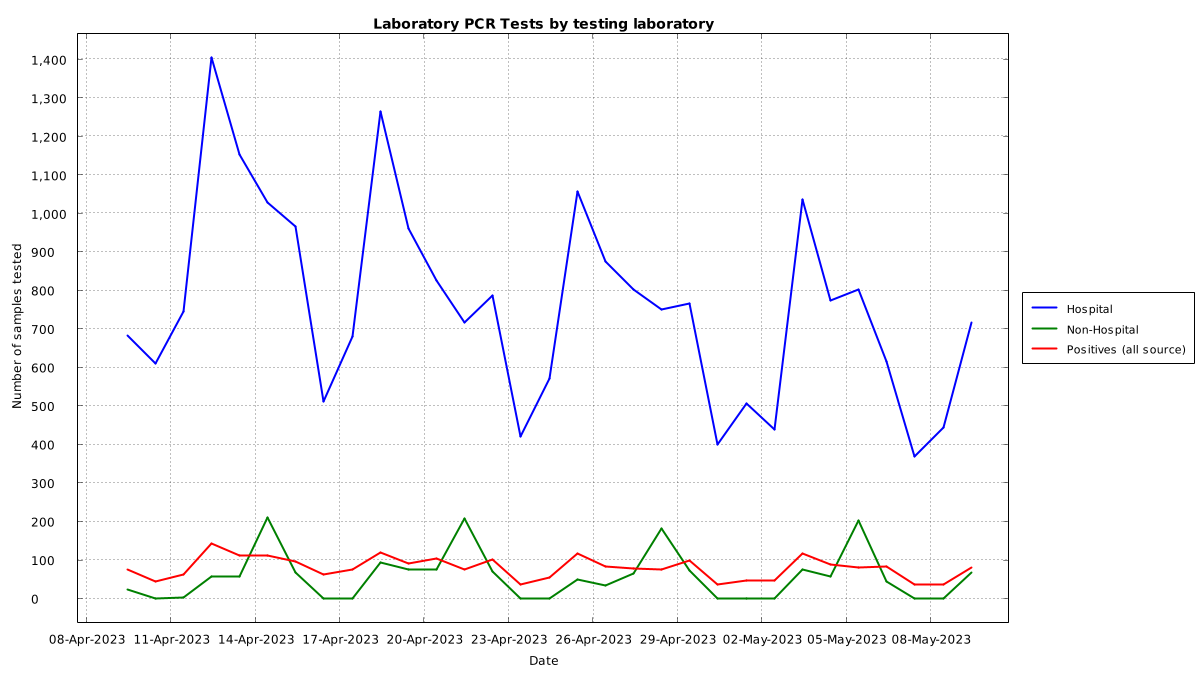 Laboratory PCR Tests by testing laboratory
1,400
1,300
1,200
1,100
1,000
900
800
700
600
500
400
300
200
100
0
Number of samples tested
08-Apr-2023 11-Apr-2023 14-Apr-2023 17-Apr-2023 20-Apr-2023 23-Apr-2023 26-Apr-2023 29-Apr-2023 02-May-2023 05-May-2023 08-May-2023
Date
Hospital
Non-Hospital
Positives (all source)